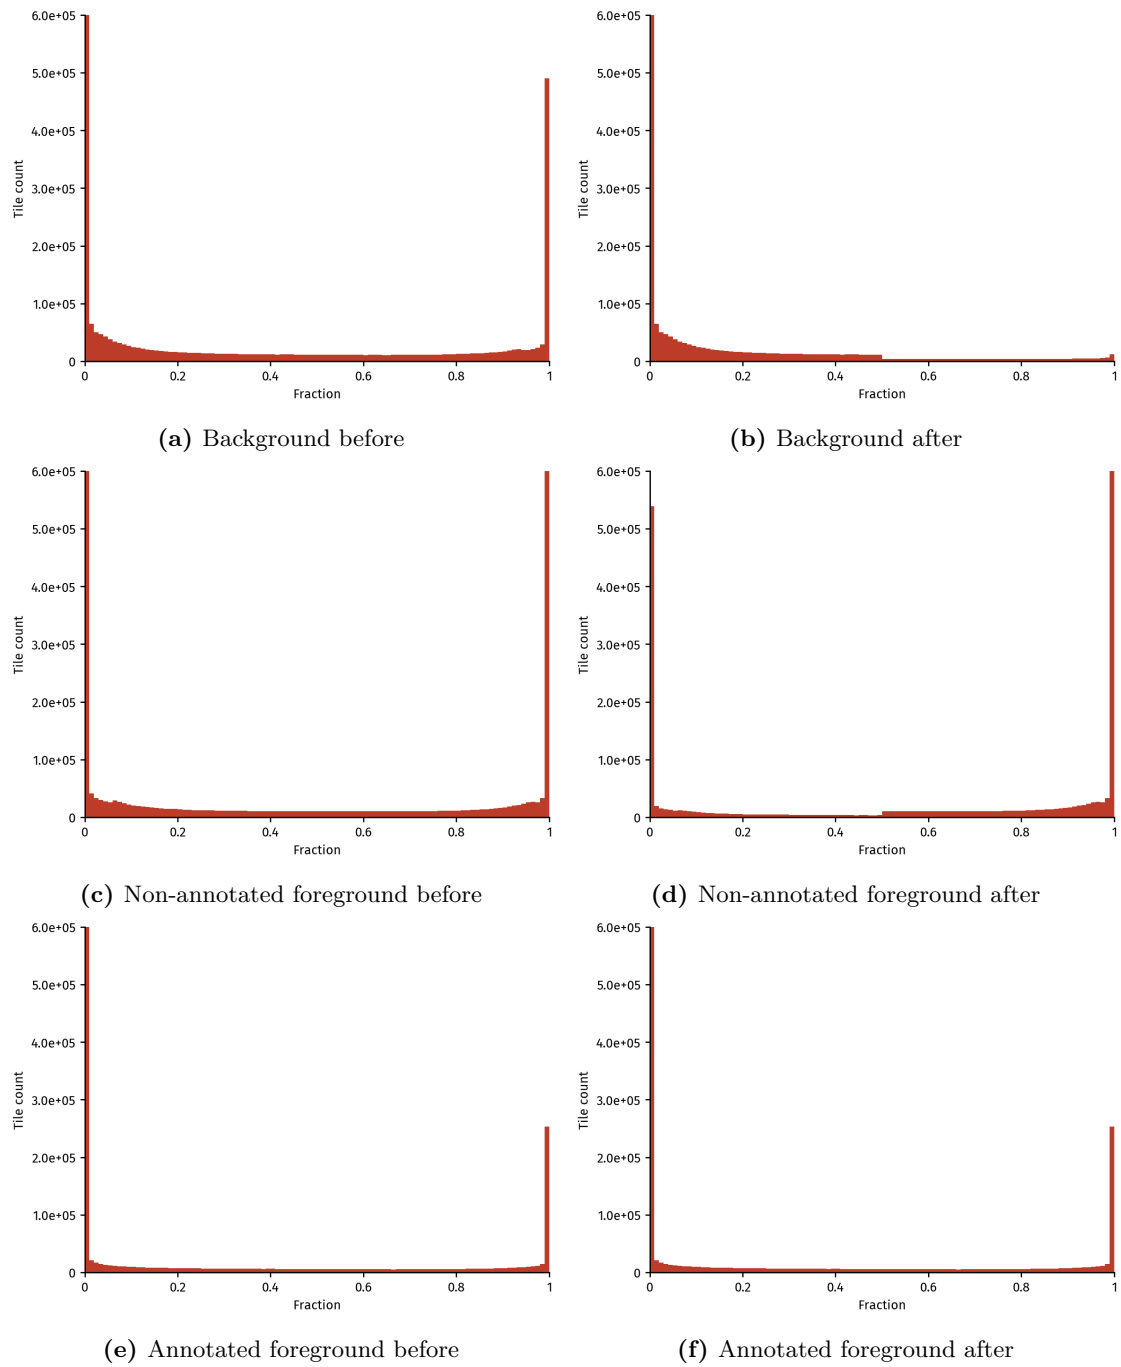 6.0e+05
5.0e+05
4.0e+05
3.0e+05
2.0e+05
1.0e+05
0
Tile count
0 0.2 0.4 0.6 0.8 1
Fraction
(a) Background before
6.0e+05
5.0e+05
4.0e+05
3.0e+05
2.0e+05
1.0e+05
0
Tile count
0 0.2 0.4 0.6 0.8 1
Fraction
(b) Background after
6.0e+05
5.0e+05
4.0e+05
3.0e+05
2.0e+05
1.0e+05
0
Tile count
0 0.2 0.4 0.6 0.8 1
Fraction
(c) Non-annotated foreground before
6.0e+05
5.0e+05
4.0e+05
3.0e+05
2.0e+05
1.0e+05
0
Tile count
0 0.2 0.4 0.6 0.8 1
Fraction
(d) Non-annotated foreground after
6.0e+05
5.0e+05
4.0e+05
3.0e+05
2.0e+05
1.0e+05
0
Tile count
0 0.2 0.4 0.6 0.8 1
Fraction
(e) Annotated foreground before
6.0e+05
5.0e+05
4.0e+05
3.0e+05
2.0e+05
1.0e+05
0
Tile count
0 0.2 0.4 0.6 0.8 1
Fraction
(f) Annotated foreground after